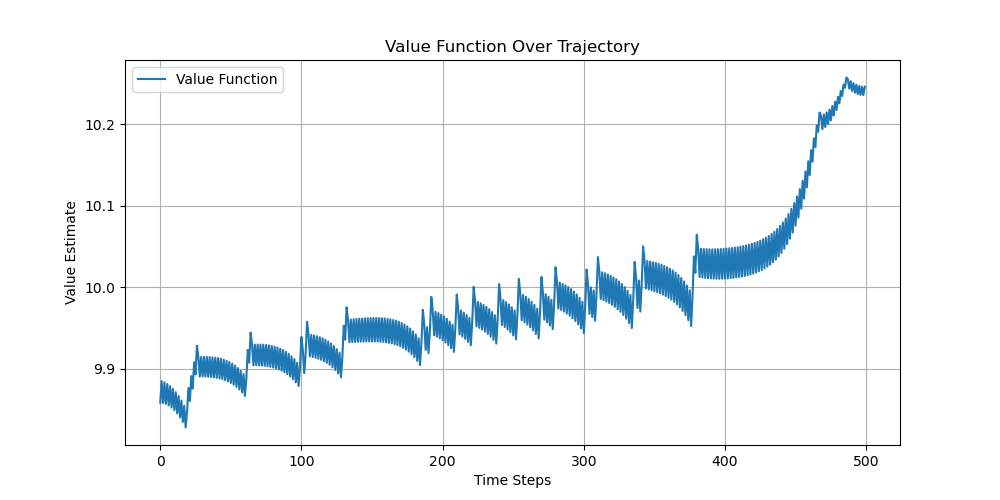 Value Function Over Trajectory
Value Function
Value Estimate
10.2
10.1
10.0
9.9
0 100 200 300 400 500
Time Steps